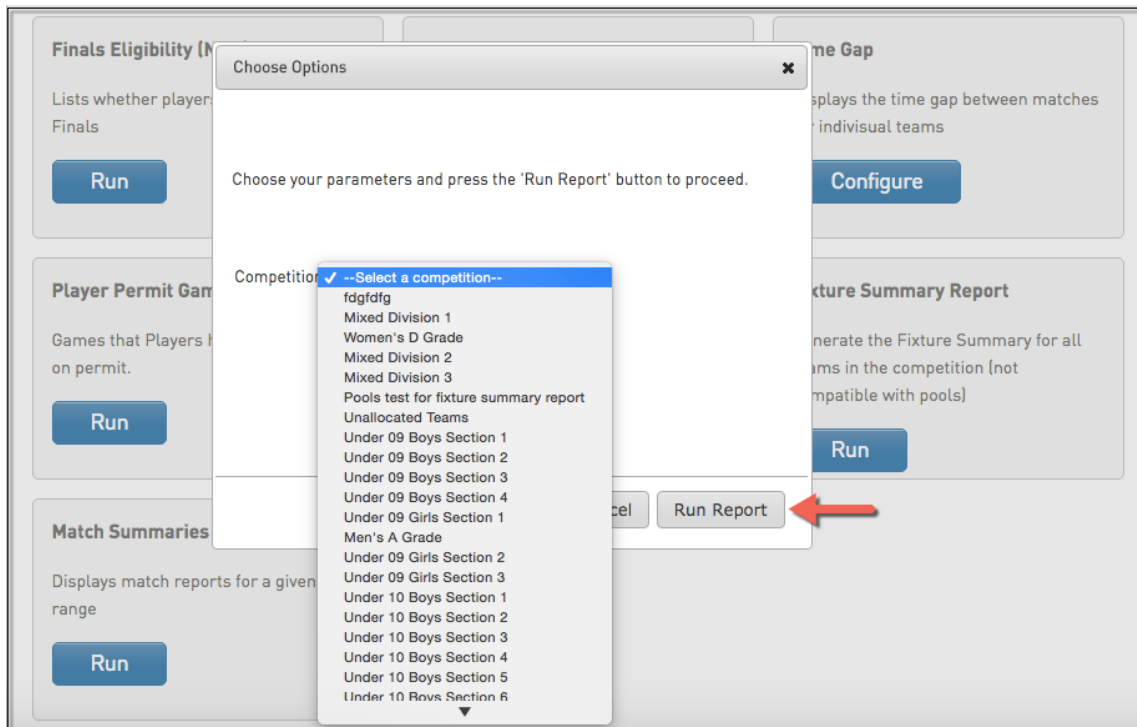 Finals Eligibility (N
Choose Options
me Gap
Lists whether player
Finals
splays the time gap between matches
indivisual teams
Run
Choose your parameters and press the 'Run Report' button to proceed.
Configure
Competition
--Select a competition--
fdgfdfg
Mixed Division 1
Women's D Grade
Mixed Division 2
Mixed Division 3
Pools test for fixture summary report
Unallocated Teams
Under 09 Boys Section 1
Under 09 Boys Section 2
Under 09 Boys Section 3
Under 09 Boys Section 4
Under 09 Girls Section 1
Men's A Grade
Under 09 Girls Section 2
Under 09 Girls Section 3
Under 10 Boys Section 1
Under 10 Boys Section 2
Under 10 Boys Section 3
Under 10 Boys Section 4
Under 10 Boys Section 5
Under 10 Boys Section 6
Player Permit Gam
Games that Players h
on permit.
Run
xture Summary Report
nerate the Fixture Summary for all
ams in the competition (not
mpatible with pools)
Run
cel
Run Report
Match Summaries
Displays match reports for a given
range
Run